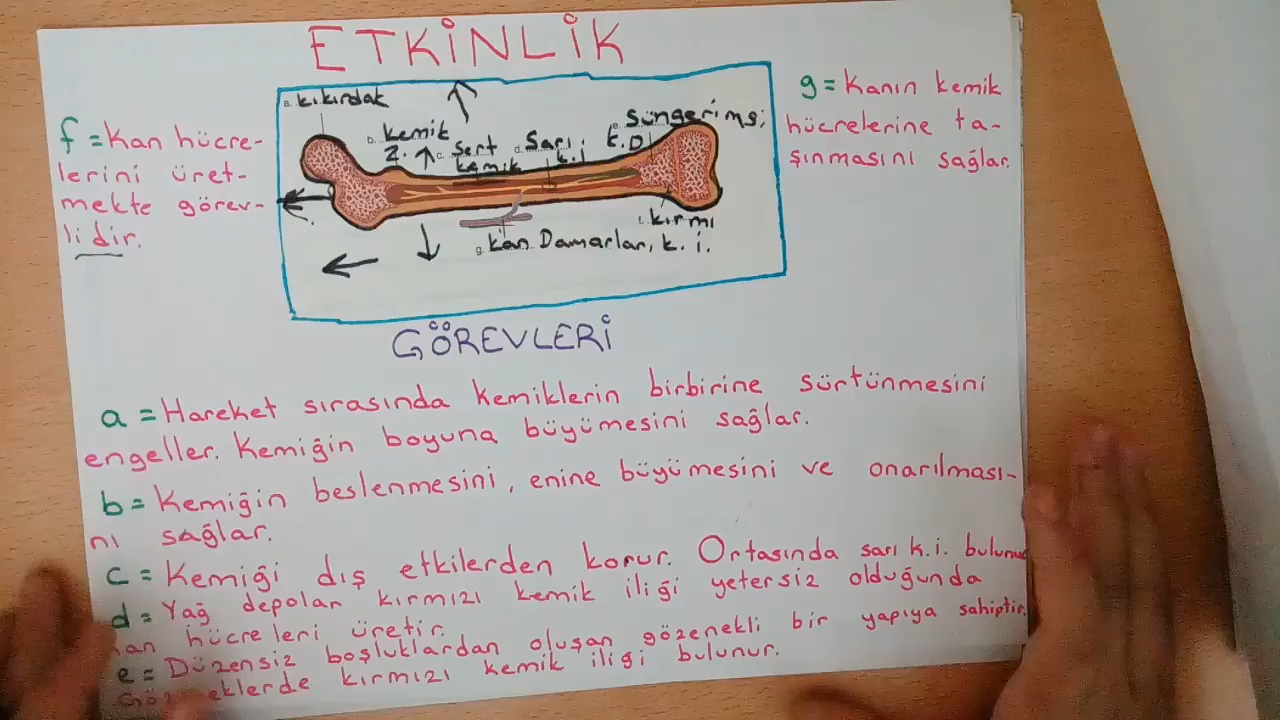 ETKİNLİK
a. kıkırdak
b. kemik
z.
c. sert
kemik
d. Sarı
k.i
e. süngerimsi
k.D
f. kırmı
k. i.
g. kan Damarları
f = Kan hücre-
lerini üret-
mekte görev-
lidir.
g = Kanın kemik
hücrelerine ta-
şınmasını sağlar.
GÖREVLERİ
a = Hareket sırasında kemiklerin birbirine sürtünmesini
engeller. Kemiğin boyuna büyümesini sağlar.
b = Kemiğin beslenmesini, enine büyümesini ve onarılması-
nı sağlar.
c = Kemiği dış etkilerden korur. Ortasında sarı k.i. bulunur
d = Yağ depolar kırmızı kemik iliği yetersiz olduğunda
kan hücreleri üretir.
e = Düzensiz boşluklardan oluşan gözenekli bir yapıya sahiptir.
Gözeneklerde kırmızı kemik iligi bulunur.